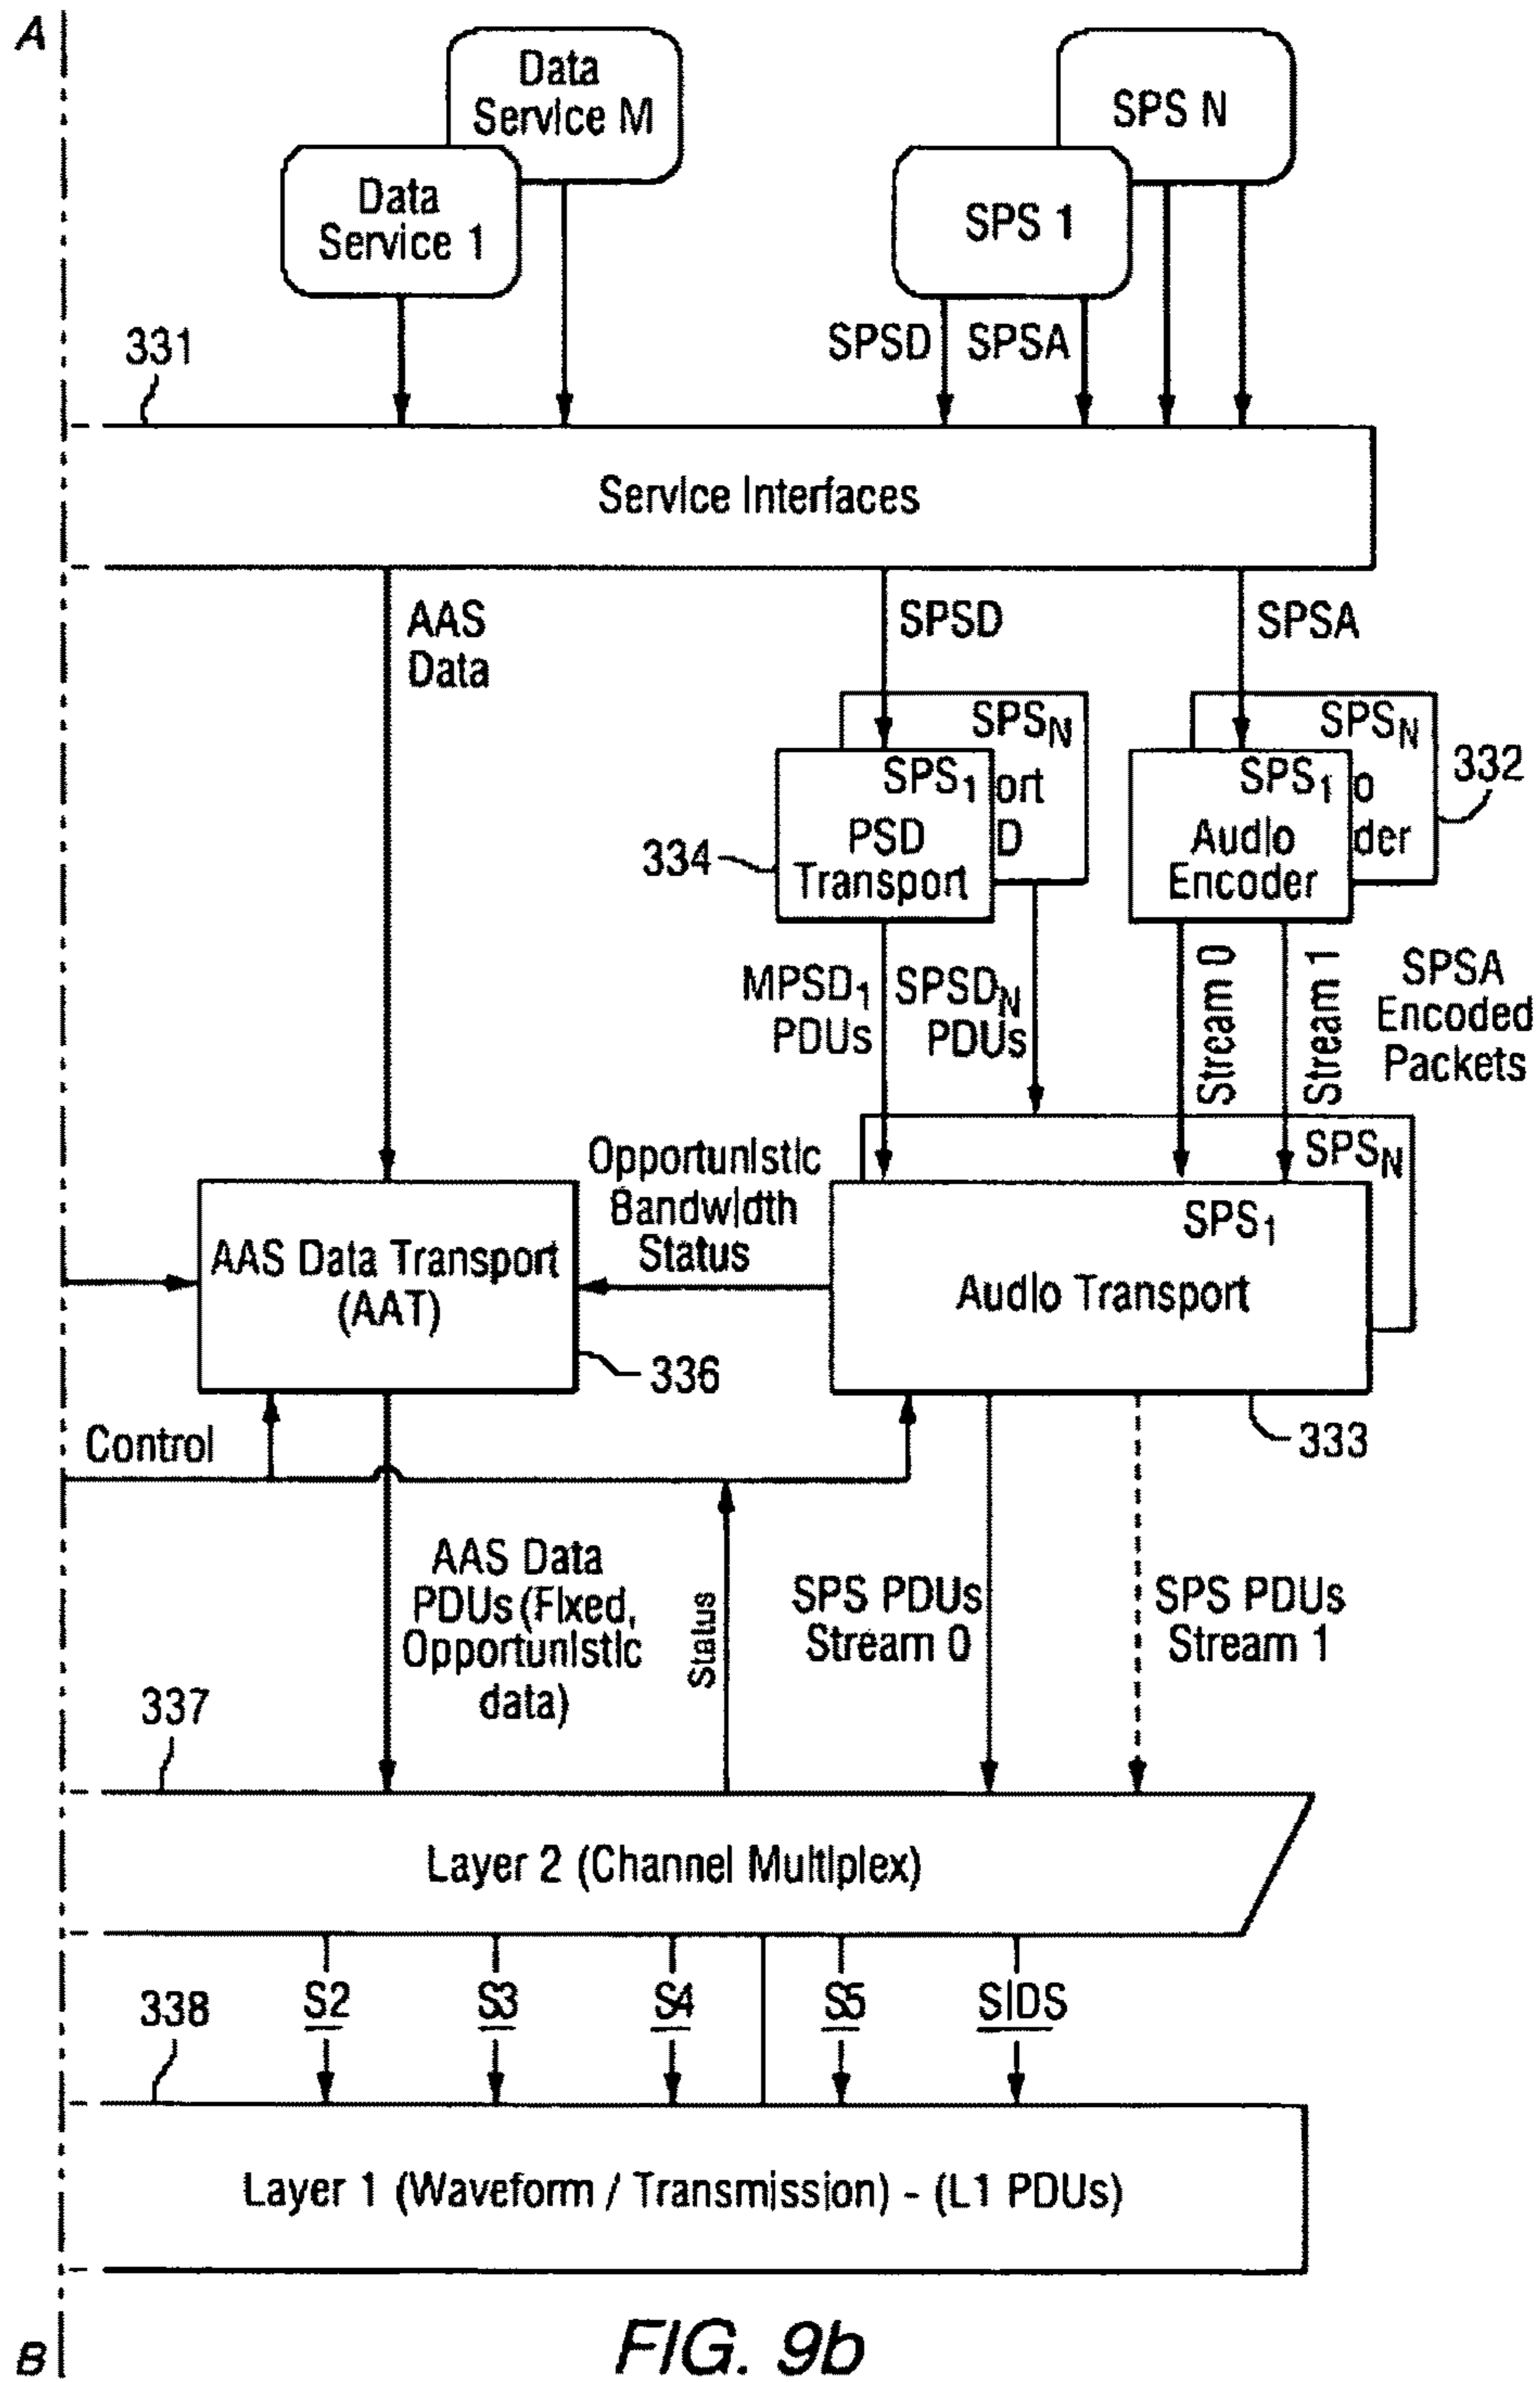 A
Data
Service M
SPS N
Data
Service 1
SPS 1
331
SPSD
SPSA
Service Interfaces
AAS
Data
SPSD
SPSA
SPSN
SPSN
332
SPS1
ort
SPS1
o
334
PSD
D
Audio
der
Transport
Encoder
MPSD1
PDUs
SPSDN
PDUs
Stream 0
Stream 1
SPSA
Encoded
Packets
Opportunistic
Bandwidth
Status
SPSN
SPS1
AAS Data Transport
(AAT)
Audio Transport
336
333
Control
AAS Data
PDUs (Fixed,
Opportunistic
data)
Status
SPS PDUs
Stream 0
SPS PDUs
Stream 1
337
Layer 2 (Channel Multiplex)
338
S2
S3
S4
S5
SIDS
Layer 1 (Waveform / Transmission) - (L1 PDUs)
B
FIG. 9b